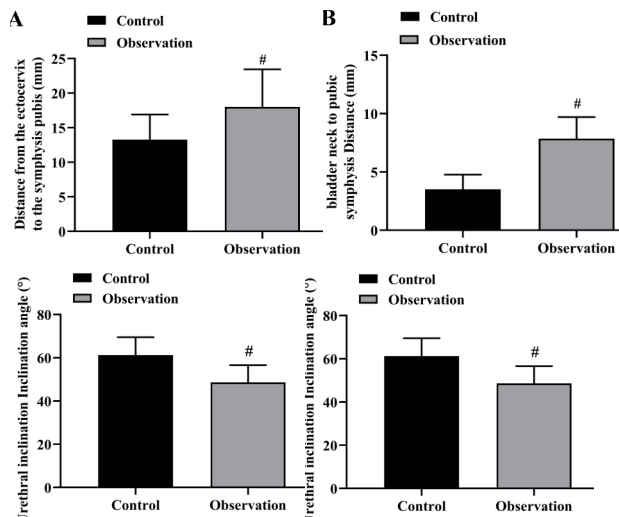 A
Control
Observation
Distance from the ectocervix
to the symphysis pubis (mm)
25
20
15
10
5
0
#
Control Observation
B
Control
Observation
bladder neck to pubic
symphysis Distance (mm)
15
10
5
0
#
Control Observation
Control
Observation
Urethral inclination Inclination angle (°)
80
60
40
20
0
#
Control Observation
Control
Observation
Urethral inclination Inclination angle (°)
80
60
40
20
0
#
Control Observation